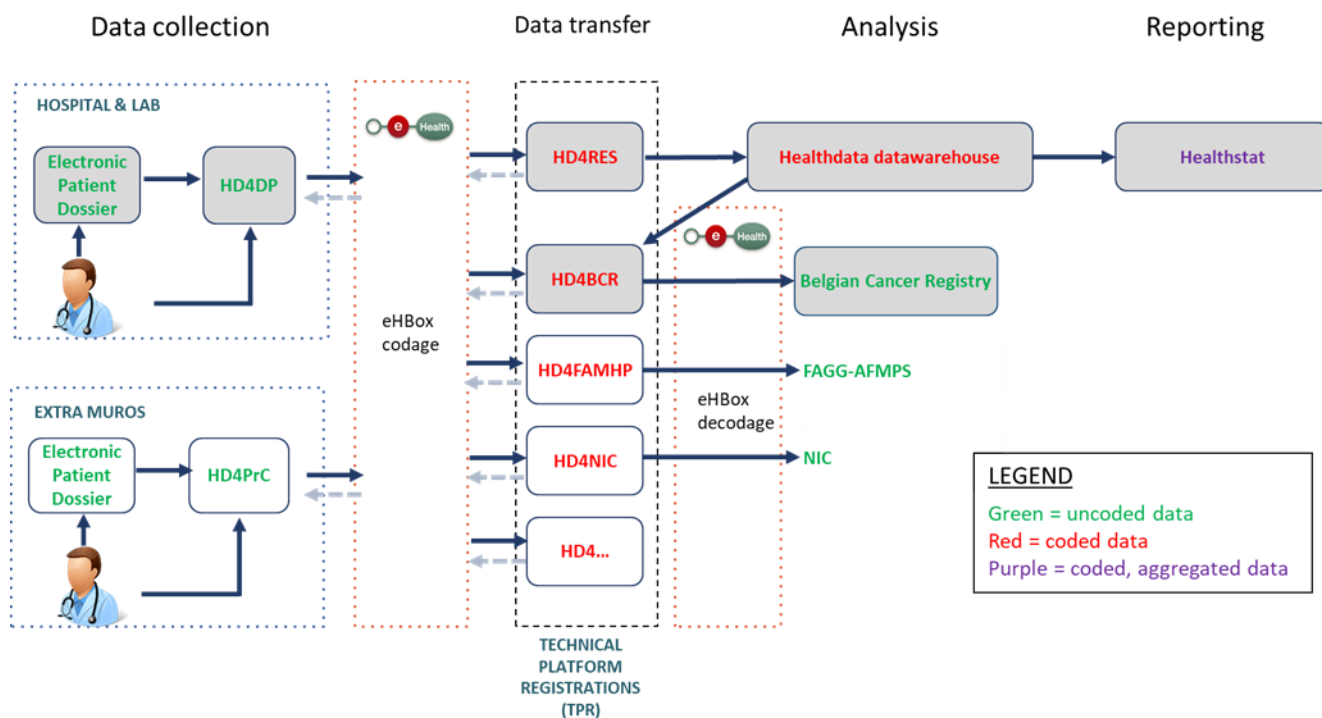 Data collection
Data transfer
Analysis
Reporting
HOSPITAL & LAB
Electronic
Patient
Dossier
HD4DP
e Health
eHBox
codage
HD4RES
Healthdata datawarehouse
Healthstat
e Health
HD4BCR
Belgian Cancer Registry
HD4FAMHP
FAGG-AFMPS
eHBox
decodage
HD4NIC
NIC
HD4...
EXTRA MUROS
Electronic
Patient
Dossier
HD4PrC
TECHNICAL
PLATFORM
REGISTRATIONS
(TPR)
LEGEND
Green = uncoded data
Red = coded data
Purple = coded, aggregated data